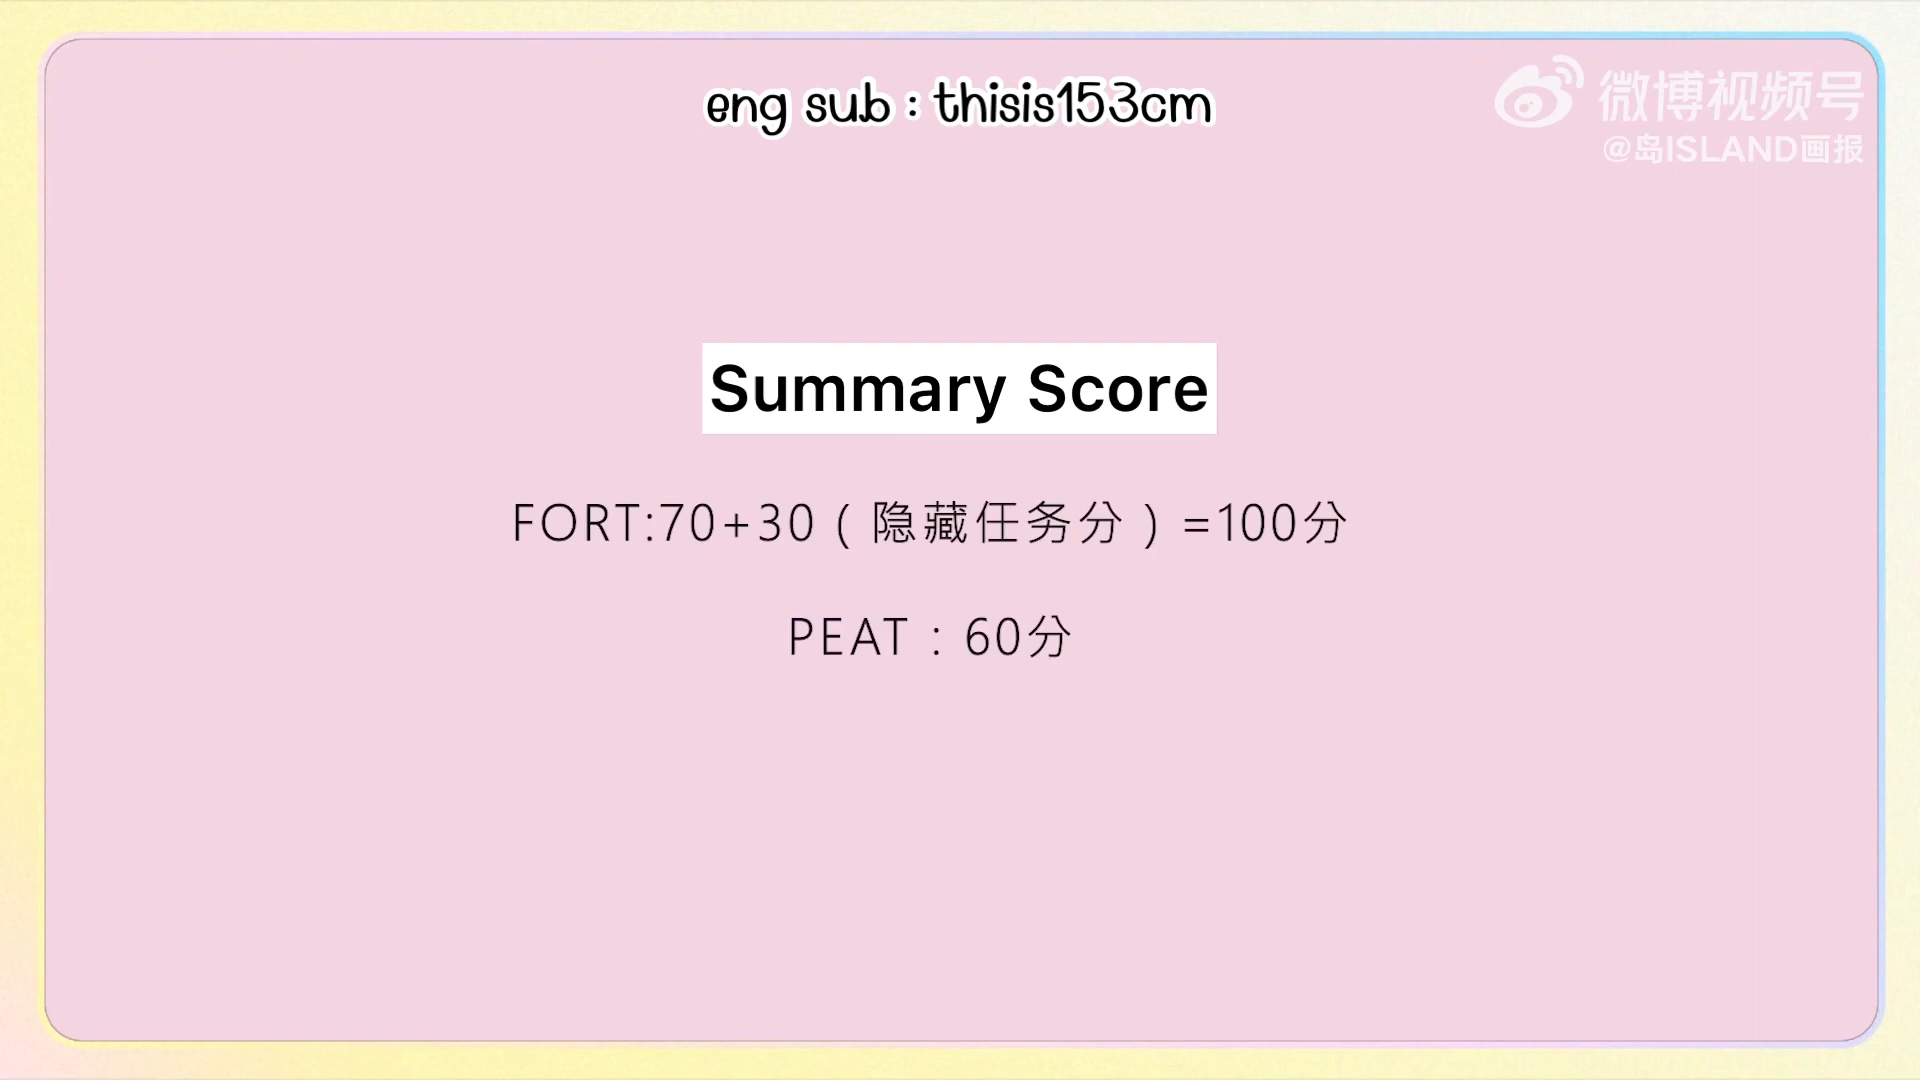 eng sub : thisis153cm
微博视频号
@岛ISLAND画报
Summary Score
FORT:70+30（隐藏任务分）=100分
PEAT：60分